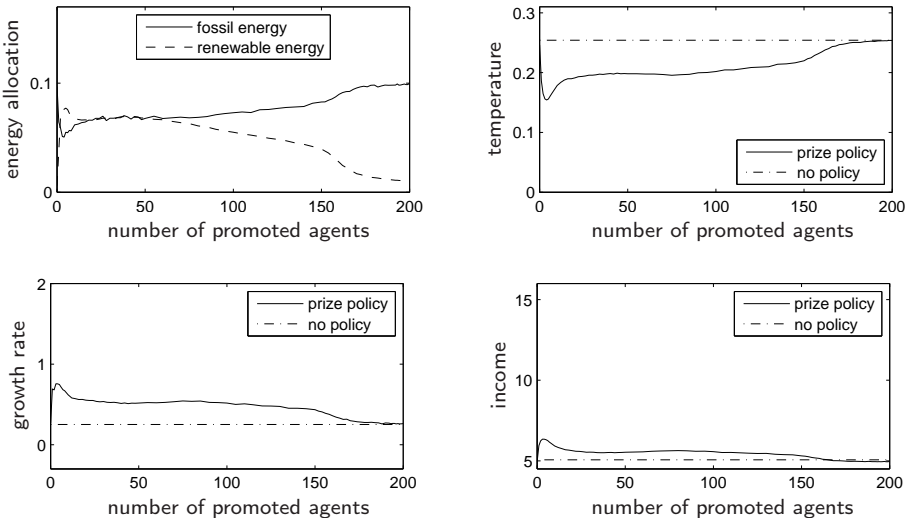 fossil energy
renewable energy
energy allocation
0.1
0
0
50
100
150
200
number of promoted agents
0.3
0.2
0.1
0
temperature
prize policy
no policy
0
50
100
150
200
number of promoted agents
2
1
0
growth rate
prize policy
no policy
0
50
100
150
200
number of promoted agents
15
10
5
income
prize policy
no policy
0
50
100
150
200
number of promoted agents